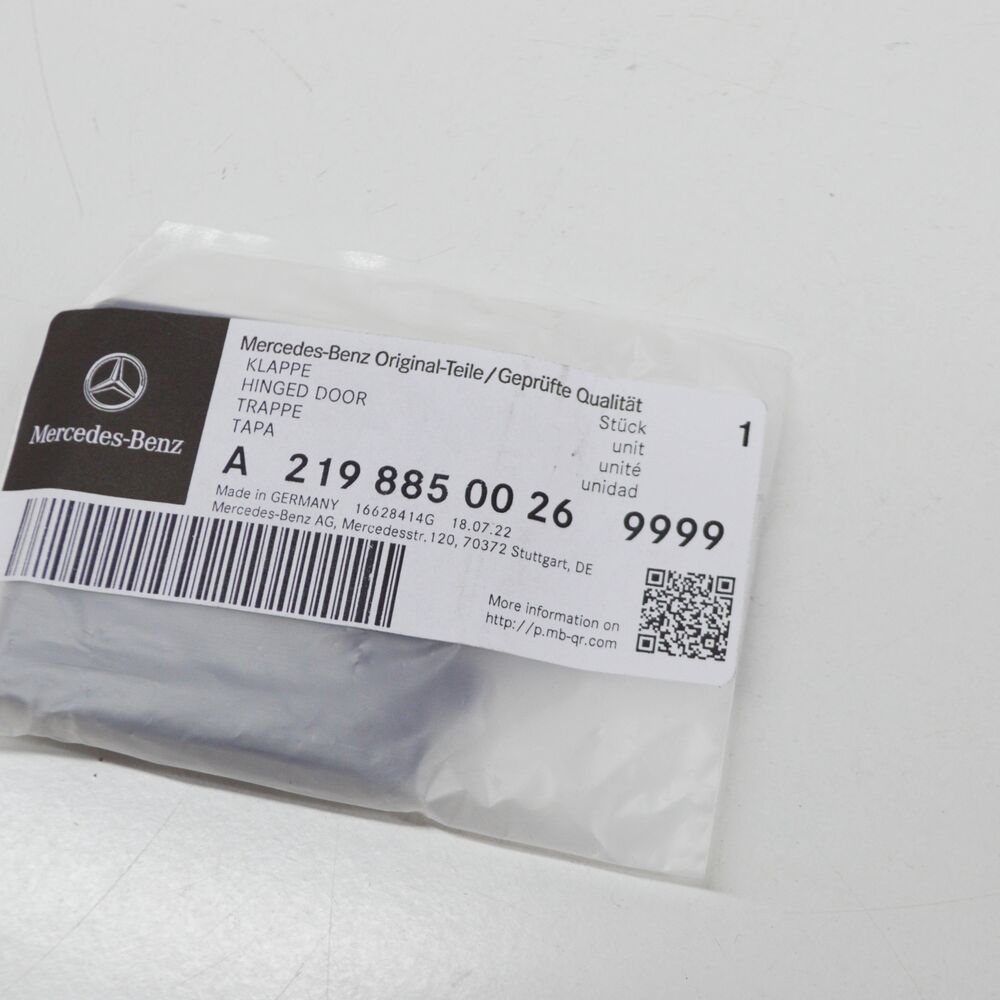 Mercedes-Benz
Mercedes-Benz Original-Teile/Geprüfte Qualität
KLAPPE
HINGED DOOR
TRAPPE
TAPA
Stück
unit
unité
unidad
1
A 219 885 00 26 9999
Made in GERMANY 16628414G 18.07.22
Mercedes-Benz AG, Mercedesstr.120, 70372 Stuttgart, DE
More information on
http://p.mb-qr.com